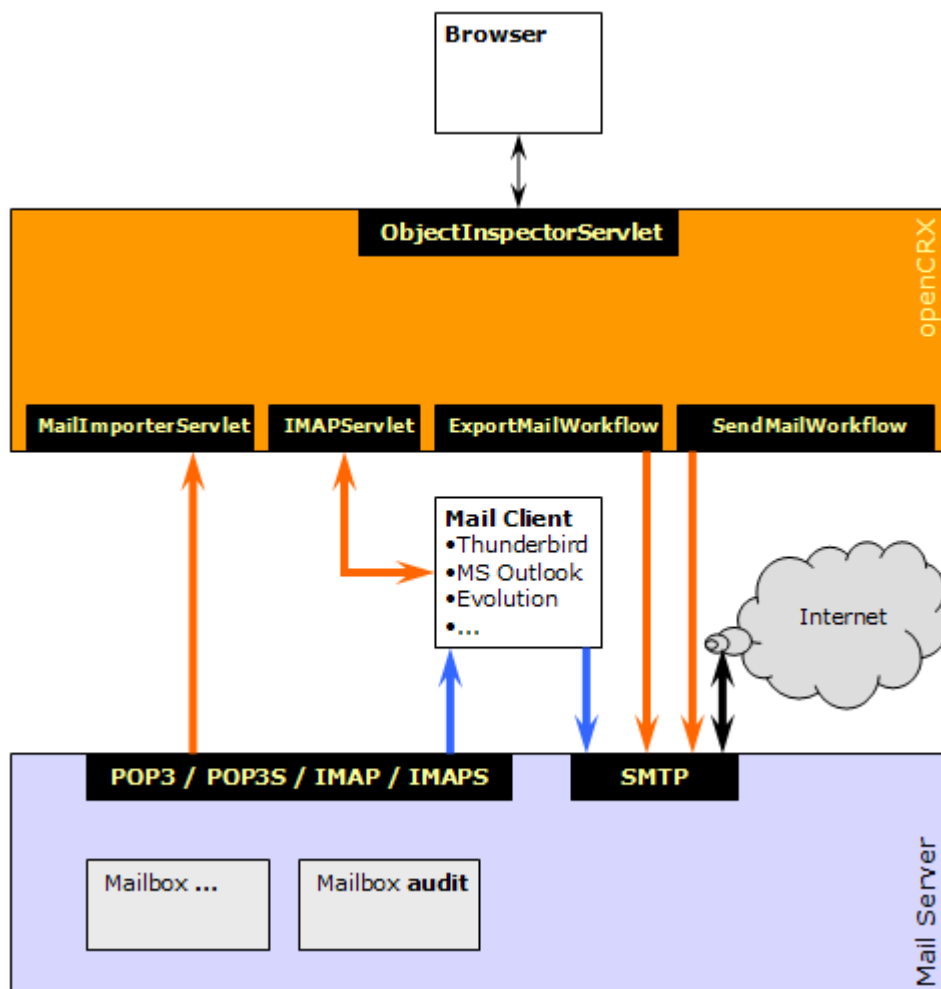 Browser
ObjectInspectorServlet
openCRX
MailImporterServlet
IMAPServlet
ExportMailWorkflow
SendMailWorkflow
Mail Client
•Thunderbird
•MS Outlook
•Evolution
•...
Internet
POP3 / POP3S / IMAP / IMAPS
SMTP
Mailbox ...
Mailbox audit
Mail Server